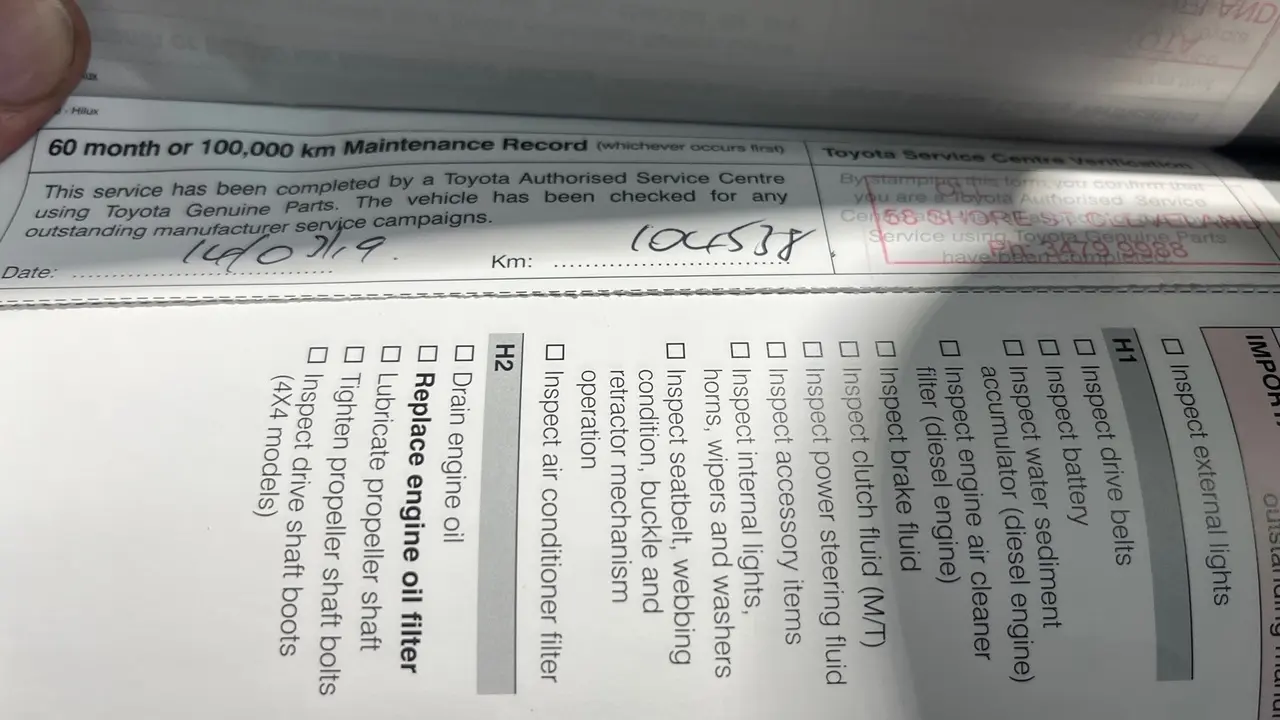 - Hilux
60 month or 100,000 km Maintenance Record (whichever occurs first)
This service has been completed by a Toyota Authorised Service Centre
using Toyota Genuine Parts. The vehicle has been checked for any
outstanding manufacturer service campaigns.
Date: 14/03/19.
Km: 104538
Toyota Service Centre Verification
By stamping this form you confirm that
you are a Toyota Authorised Service
Service using Toyota Genuine Parts
have been completed
58 SHORE ST CLEVELAND
IMPOR
☐ Inspect external lights
H1
☐ Inspect drive belts
☐ Inspect battery
☐ Inspect water sediment
accumulator (diesel engine)
☐ Inspect engine air cleaner
filter (diesel engine)
☐ Inspect brake fluid
☐ Inspect clutch fluid (M/T)
☐ Inspect power steering fluid
☐ Inspect accessory items
☐ Inspect internal lights,
horns, wipers and washers
☐ Inspect seatbelt, webbing
condition, buckle and
retractor mechanism
operation
☐ Inspect air conditioner filter
H2
☐ Drain engine oil
☐ Replace engine oil filter
☐ Lubricate propeller shaft
☐ Tighten propeller shaft bolts
☐ Inspect drive shaft boots
(4X4 models)